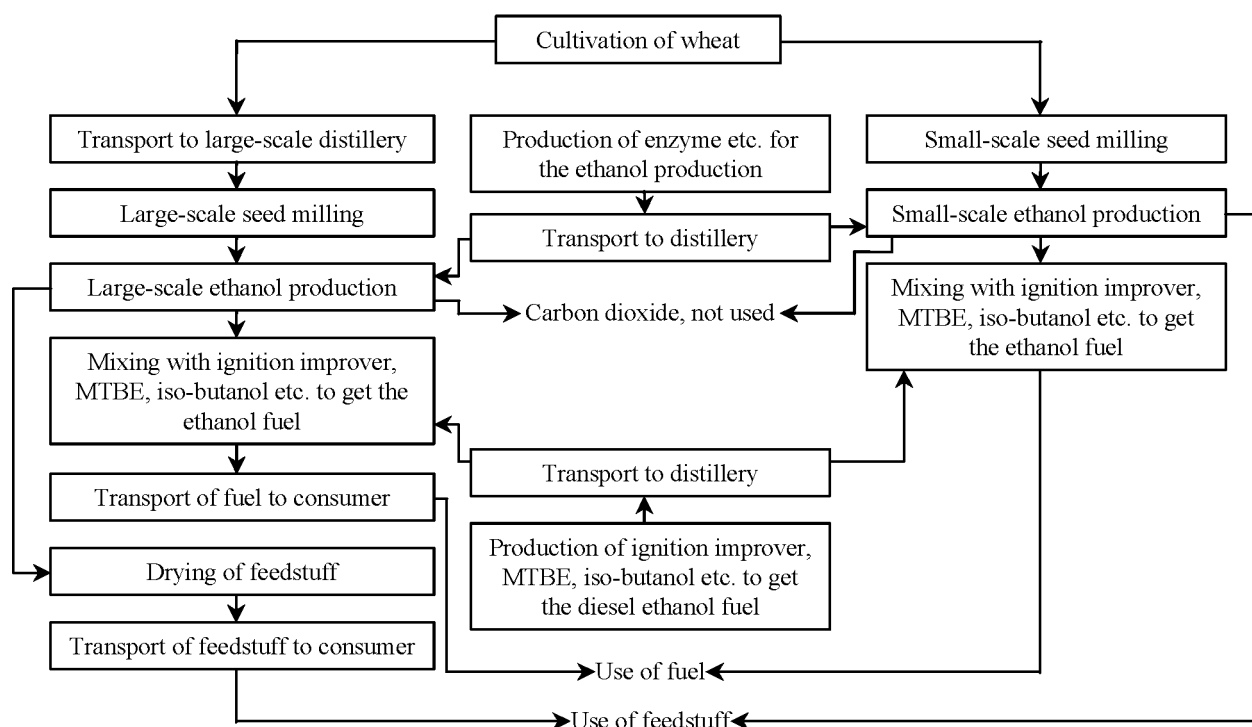 Cultivation of wheat
Transport to large-scale distillery
Production of enzyme etc. for
the ethanol production
Small-scale seed milling
Large-scale seed milling
Transport to distillery
Small-scale ethanol production
Large-scale ethanol production
Carbon dioxide, not used
Mixing with ignition improver,
MTBE, iso-butanol etc. to get
the ethanol fuel
Mixing with ignition improver,
MTBE, iso-butanol etc. to get the
ethanol fuel
Transport to distillery
Transport of fuel to consumer
Production of ignition improver,
MTBE, iso-butanol etc. to get
the diesel ethanol fuel
Drying of feedstuff
Transport of feedstuff to consumer
Use of fuel
Use of feedstuff